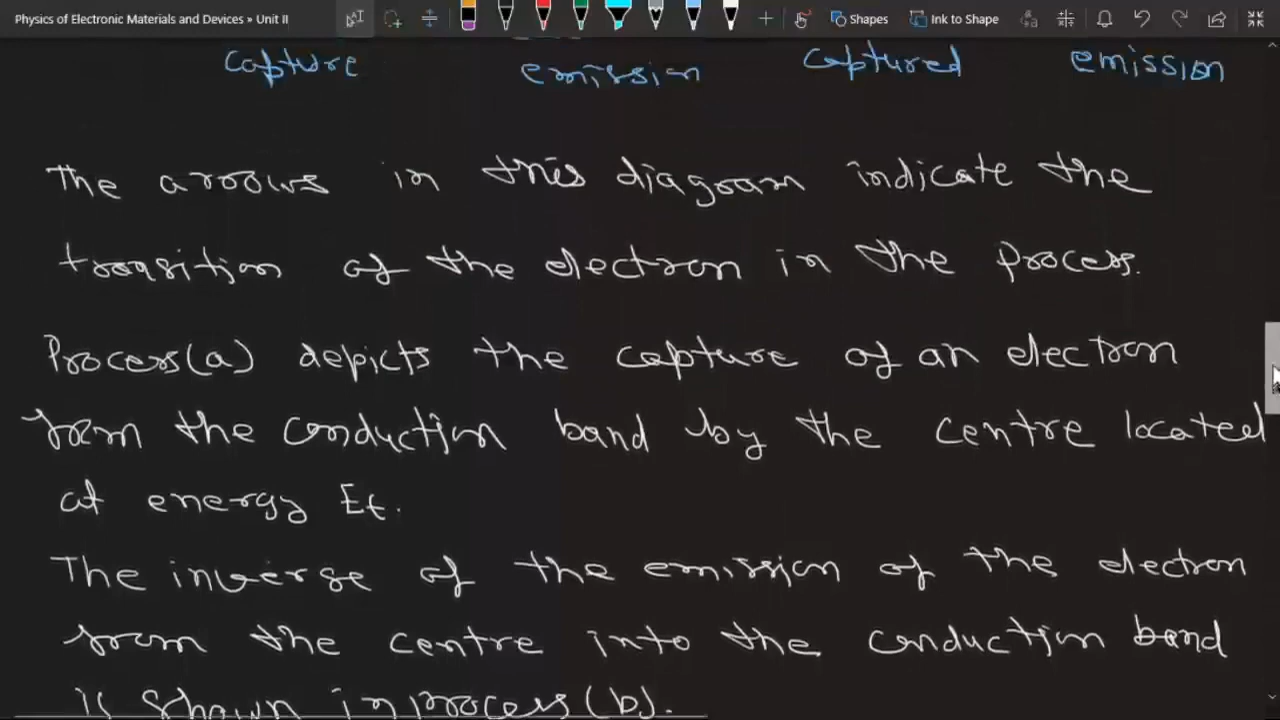 Physics of Electronic Materials and Devices » Unit II
Shapes
Ink to Shape
capture emission captured emission
The arrows in this diagram indicate the
transition of the electron in the process.
Process(a) depicts the capture of an electron
from the conduction band by the centre located
at energy Et.
The inverse of the emission of the electron
from the centre into the conduction band
is shown in process(b).